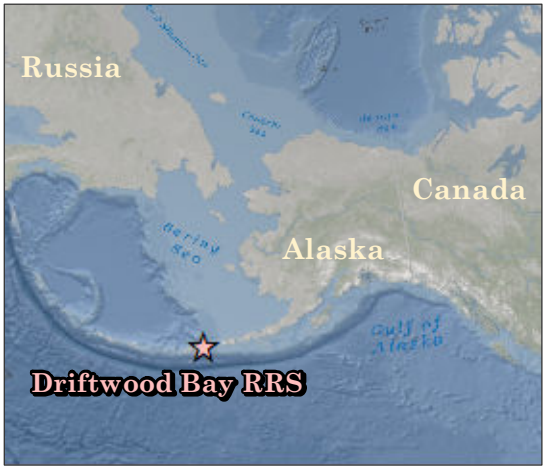 Russia
Canada
Alaska
Bering
Sea
Gulf of
Alaska
Driftwood Bay RRS